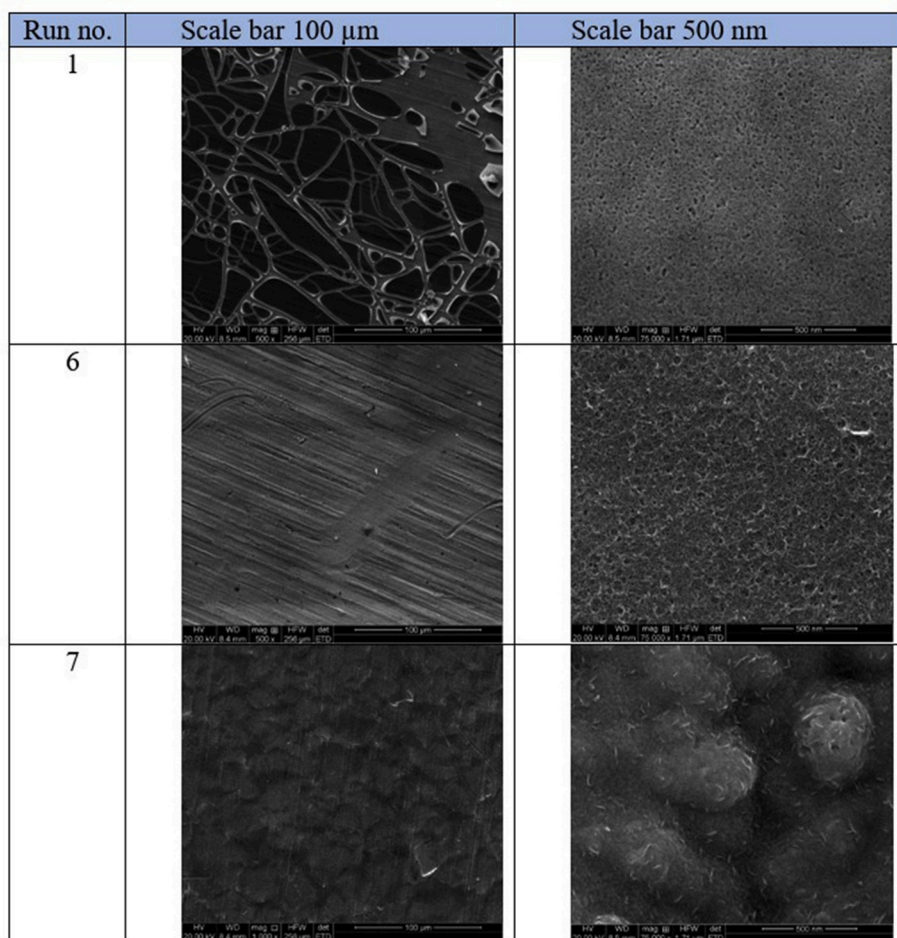 Run no. Scale bar 100 µm Scale bar 500 nm
1
HV WD mag HFW det 100 µm
20.00 kV 8.5 mm 500 x 256 µm ETD
HV WD mag HFW det 500 nm
20.00 kV 8.5 mm 75 000 x 1.71 µm ETD
6
HV WD mag HFW det 100 µm
20.00 kV 8.4 mm 500 x 256 µm ETD
HV WD mag HFW det 500 nm
20.00 kV 8.4 mm 75 000 x 1.71 µm ETD
7
HV WD mag HFW det 100 µm
HV WD mag HFW det 500 nm